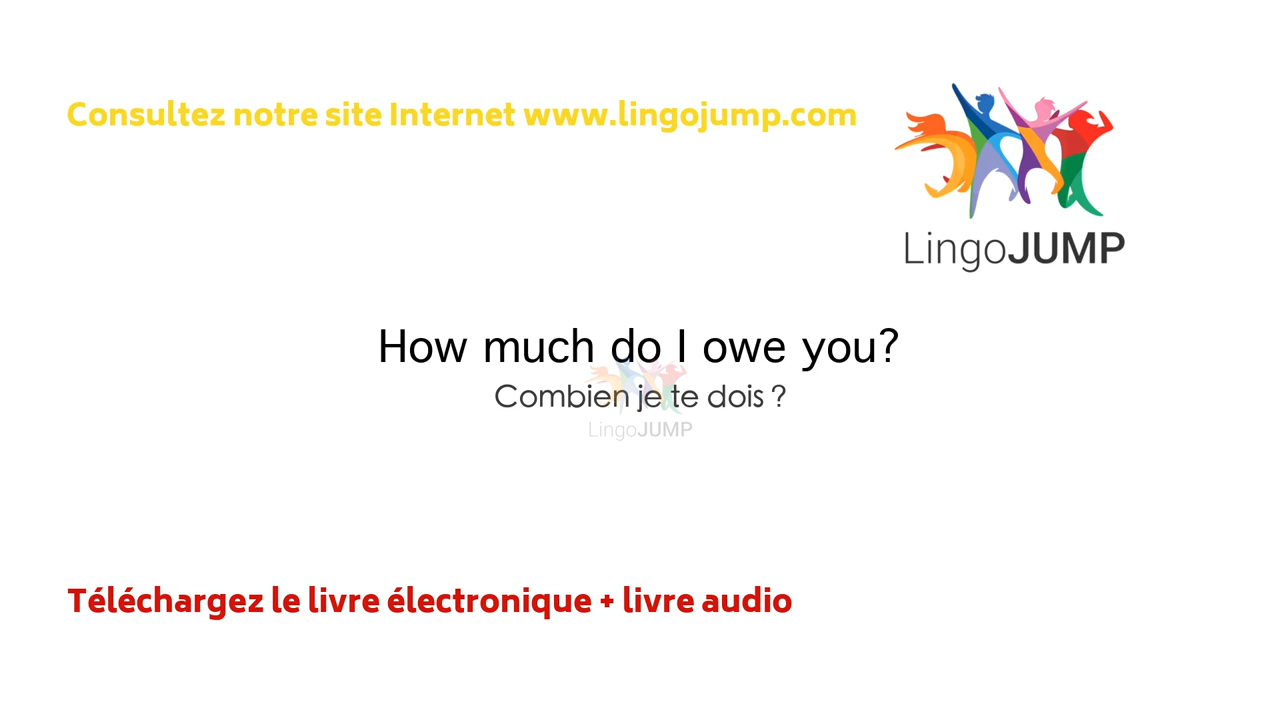 Consultez notre site Internet www.lingojump.com
LingoJUMP
How much do I owe you?
Combien je te dois ?
LingoJUMP
Téléchargez le livre électronique + livre audio